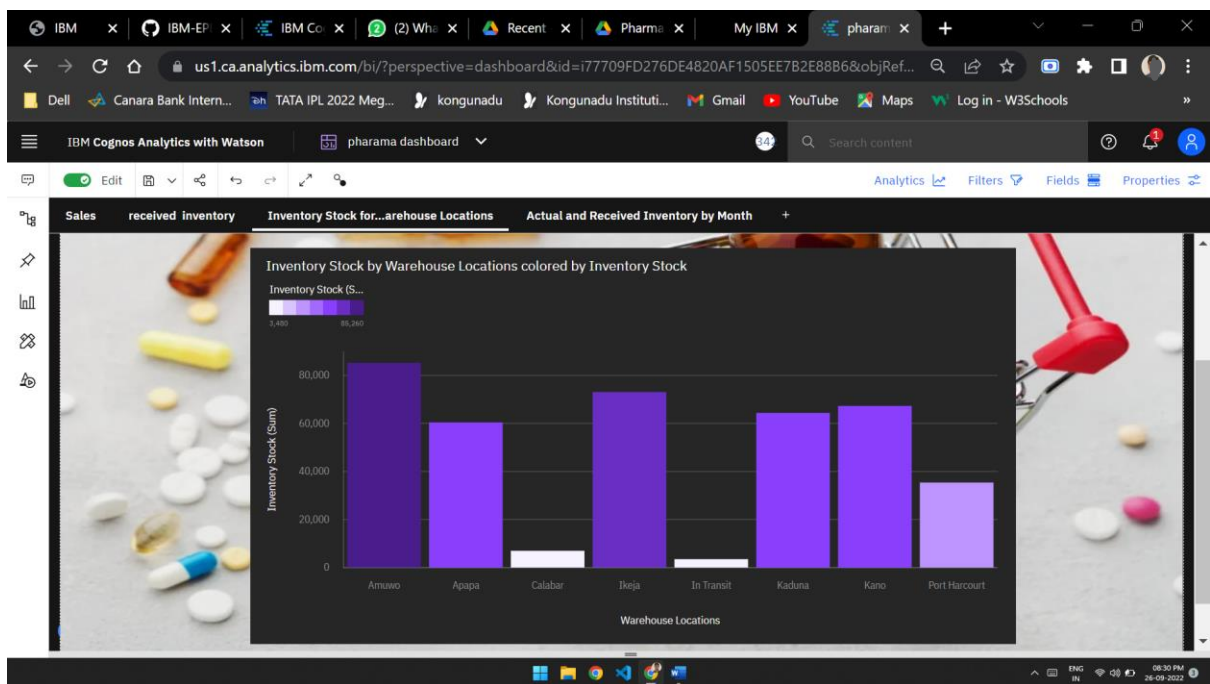 IBM
IBM-EPI
IBM Co
(2) Wha
Recent
Pharma
My IBM
pharam
us1.ca.analytics.ibm.com/bi/?perspective=dashboard&id=i77709FD276DE4820AF1505EE7B2E88B6&objRef...
Dell
Canara Bank Intern...
TATA IPL 2022 Meg...
kongunadu
Kongunadu Instituti...
Gmail
YouTube
Maps
Log in - W3Schools
»
IBM Cognos Analytics with Watson
pharama dashboard
Search content
1
Edit
Analytics
Filters
Fields
Properties
Sales
received inventory
Inventory Stock for...arehouse Locations
Actual and Received Inventory by Month
+
Inventory Stock by Warehouse Locations colored by Inventory Stock
Inventory Stock (S...
3,480
Inventory Stock (Sum)
80,000
60,000
40,000
20,000
0
Amuwo
Apapa
Calabar
Ikeja
In Transit
Kaduna
Kano
Port Harcourt
Warehouse Locations
ENG
IN
08:30 PM
26-09-2022